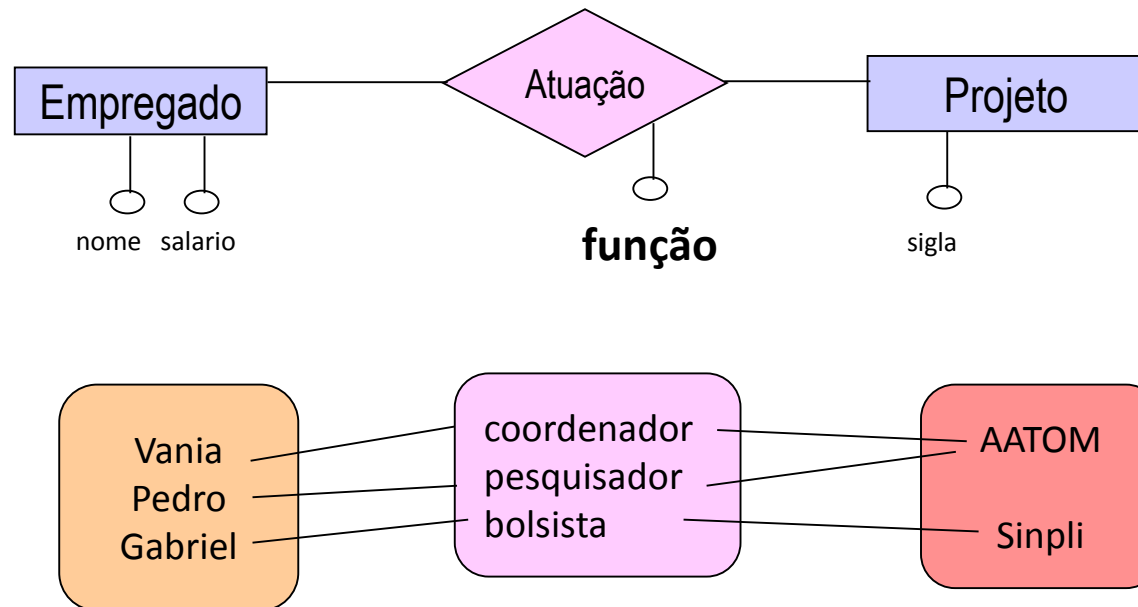 Empregado
Atuação
Projeto
nome
salario
função
sigla
Vania
Pedro
Gabriel
coordenador
pesquisador
bolsista
AATOM
Sinpli